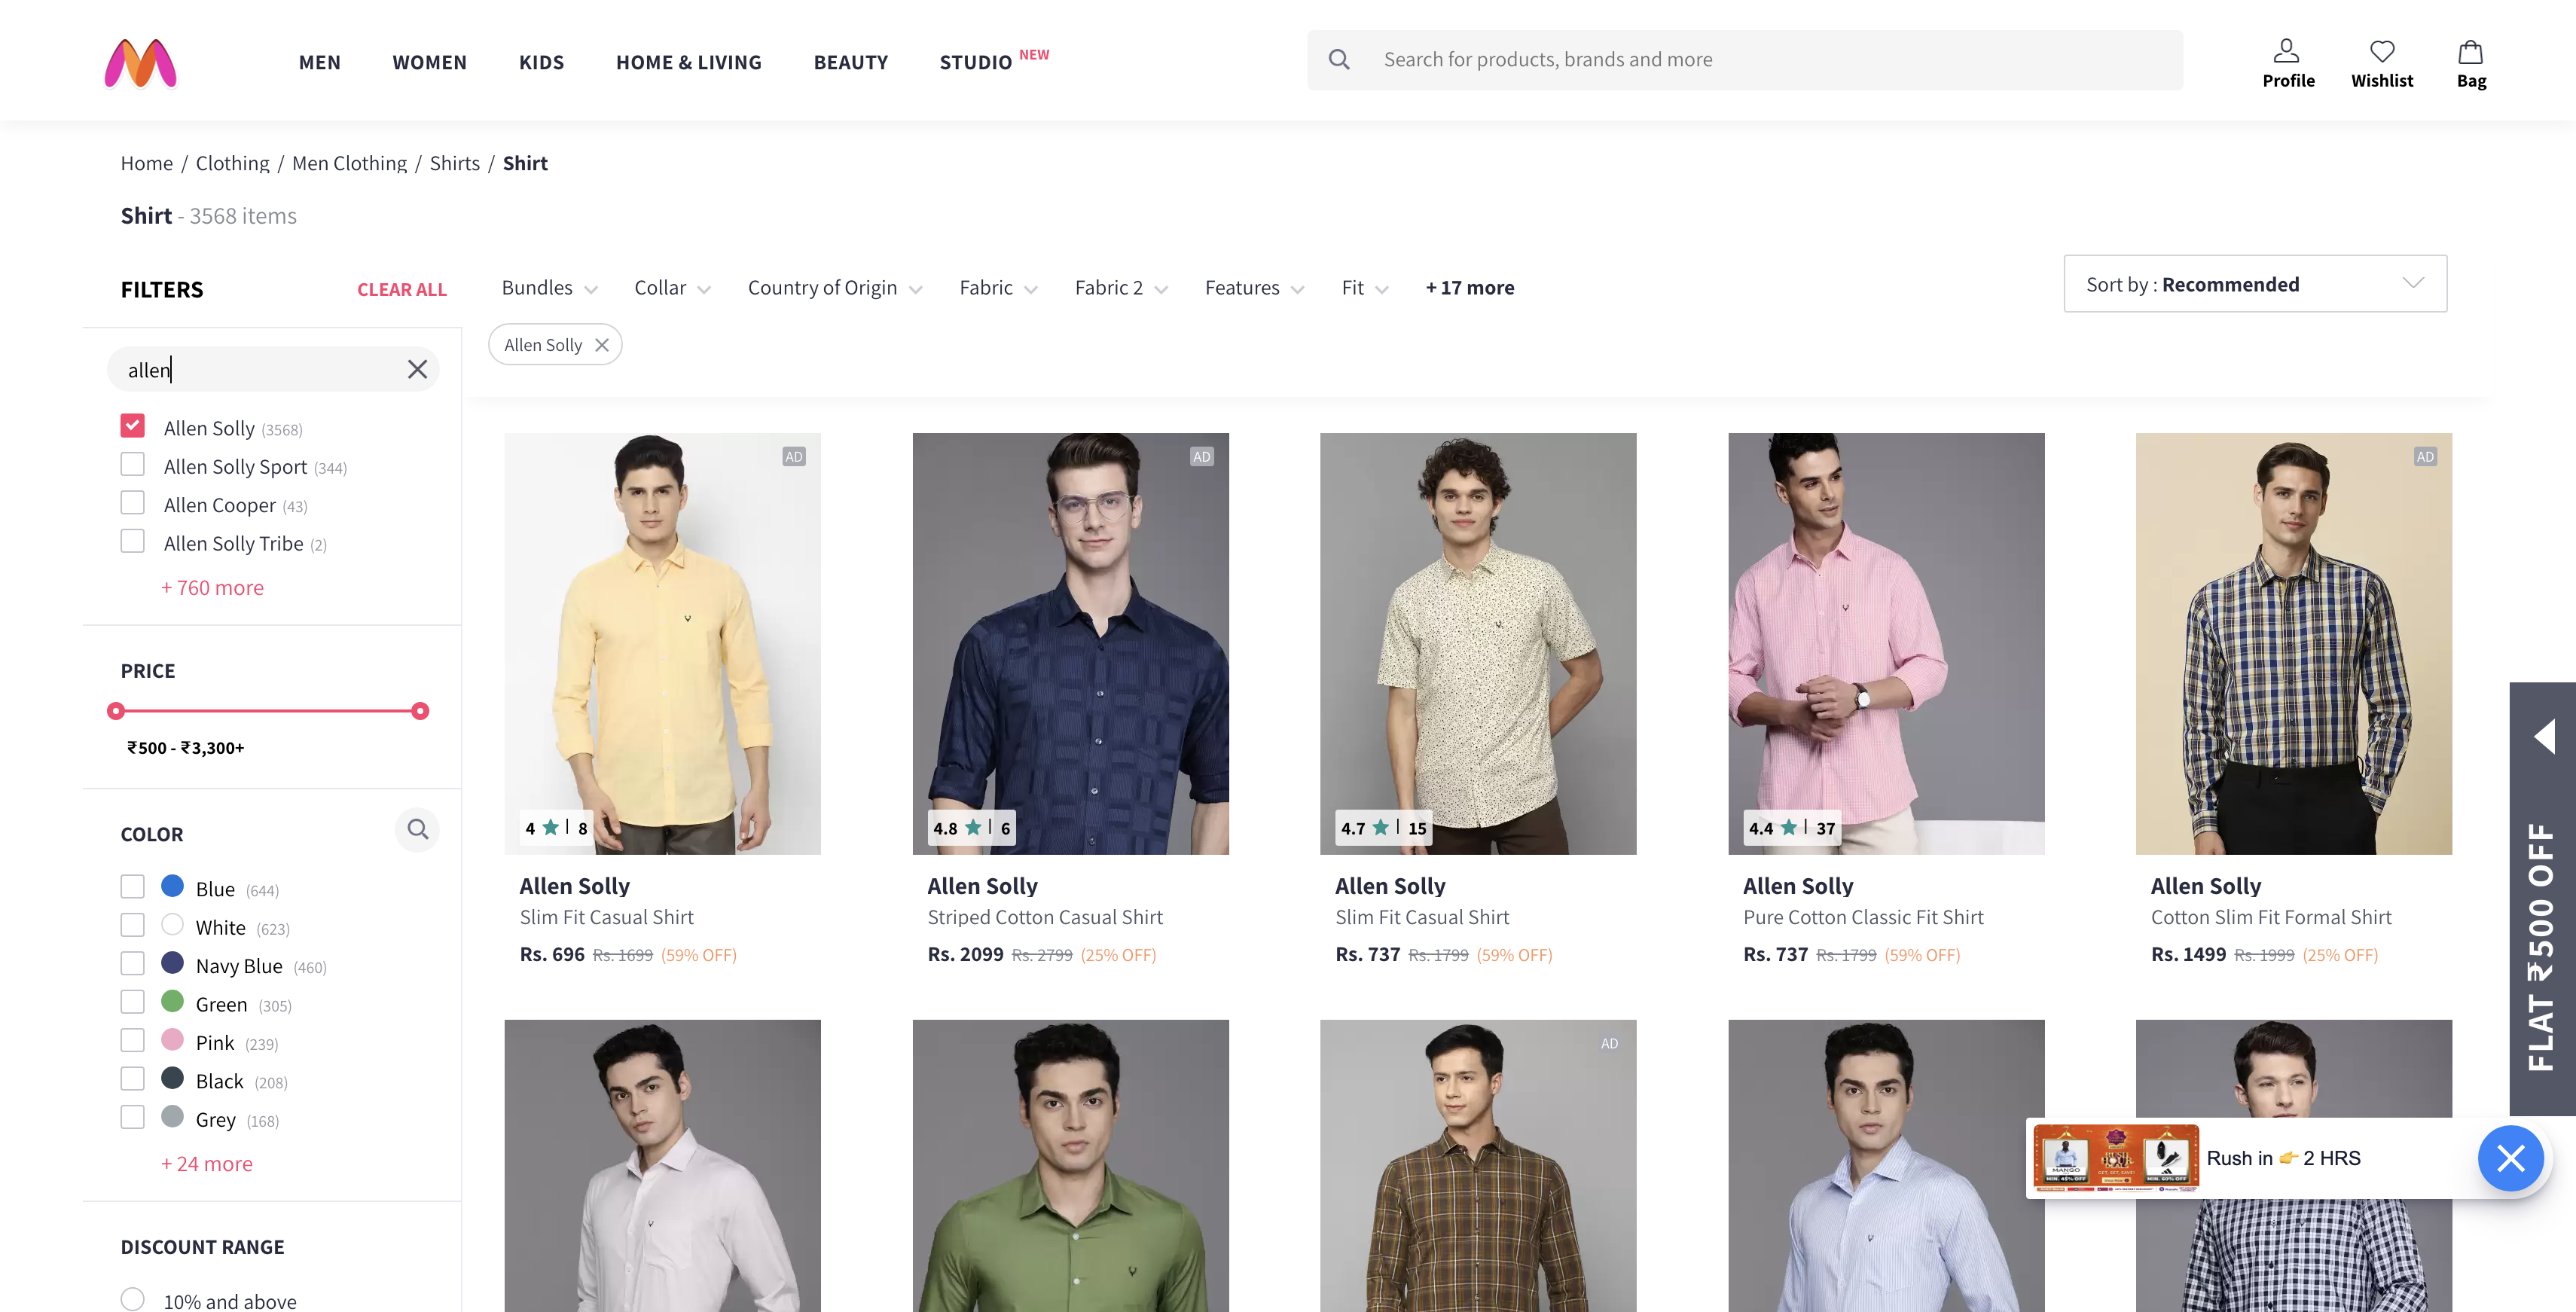 MEN WOMEN KIDS HOME & LIVING BEAUTY STUDIO NEW
Search for products, brands and more
Profile Wishlist Bag
Home / Clothing / Men Clothing / Shirts / Shirt
Shirt - 3568 items
FILTERS CLEAR ALL
Bundles Collar Country of Origin Fabric Fabric 2 Features Fit + 17 more
Sort by : Recommended
Allen Solly
allen
Allen Solly (3568)
Allen Solly Sport (344)
Allen Cooper (43)
Allen Solly Tribe (2)
+ 760 more
PRICE
₹500 - ₹3,300+
COLOR
Blue (644)
White (623)
Navy Blue (460)
Green (305)
Pink (239)
Black (208)
Grey (168)
+ 24 more
DISCOUNT RANGE
10% and above
AD
4 | 8
Allen Solly
Slim Fit Casual Shirt
Rs. 696 Rs. 1699 (59% OFF)
AD
4.8 | 6
Allen Solly
Striped Cotton Casual Shirt
Rs. 2099 Rs. 2799 (25% OFF)
4.7 | 15
Allen Solly
Slim Fit Casual Shirt
Rs. 737 Rs. 1799 (59% OFF)
4.4 | 37
Allen Solly
Pure Cotton Classic Fit Shirt
Rs. 737 Rs. 1799 (59% OFF)
AD
Allen Solly
Cotton Slim Fit Formal Shirt
Rs. 1499 Rs. 1999 (25% OFF)
AD
FLAT ₹500 OFF
MANGO
MIN. 45% OFF
MIN. 60% OFF
Rush in 👉 2 HRS